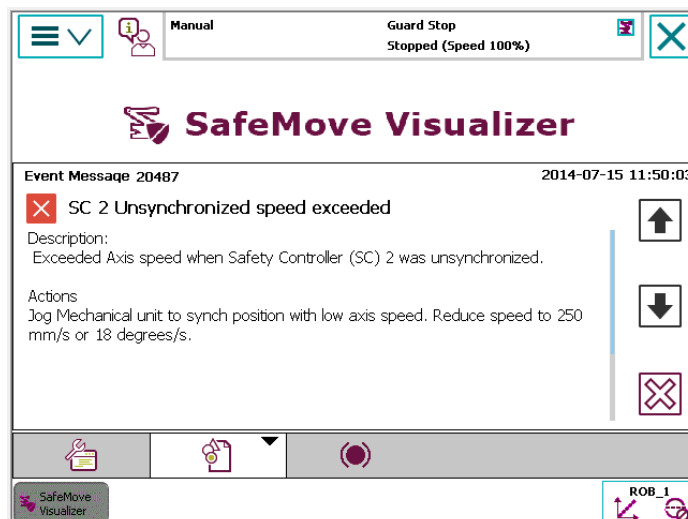 Manual
Guard Stop
Stopped (Speed 100%)
SafeMove Visualizer
Event Message 20487
2014-07-15 11:50:03
SC 2 Unsynchronized speed exceeded
Description:
Exceeded Axis speed when Safety Controller (SC) 2 was unsynchronized.
Actions
Jog Mechanical unit to synch position with low axis speed. Reduce speed to 250
mm/s or 18 degrees/s.
SafeMove
Visualizer
ROB_1